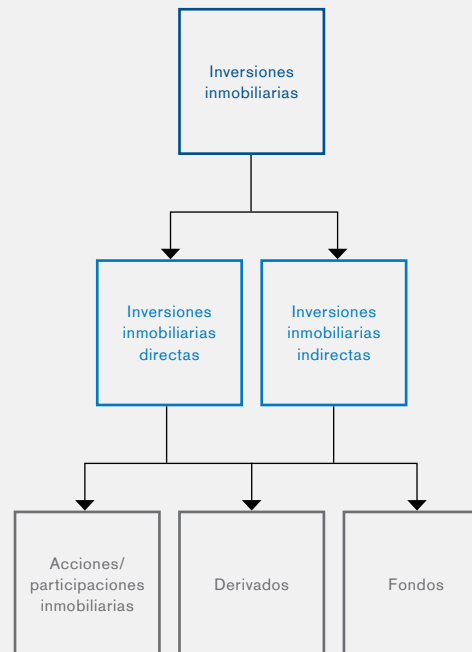 Inversiones
inmobiliarias
Inversiones
inmobiliarias
directas
Inversiones
inmobiliarias
indirectas
Acciones/
participaciones
inmobiliarias
Derivados
Fondos